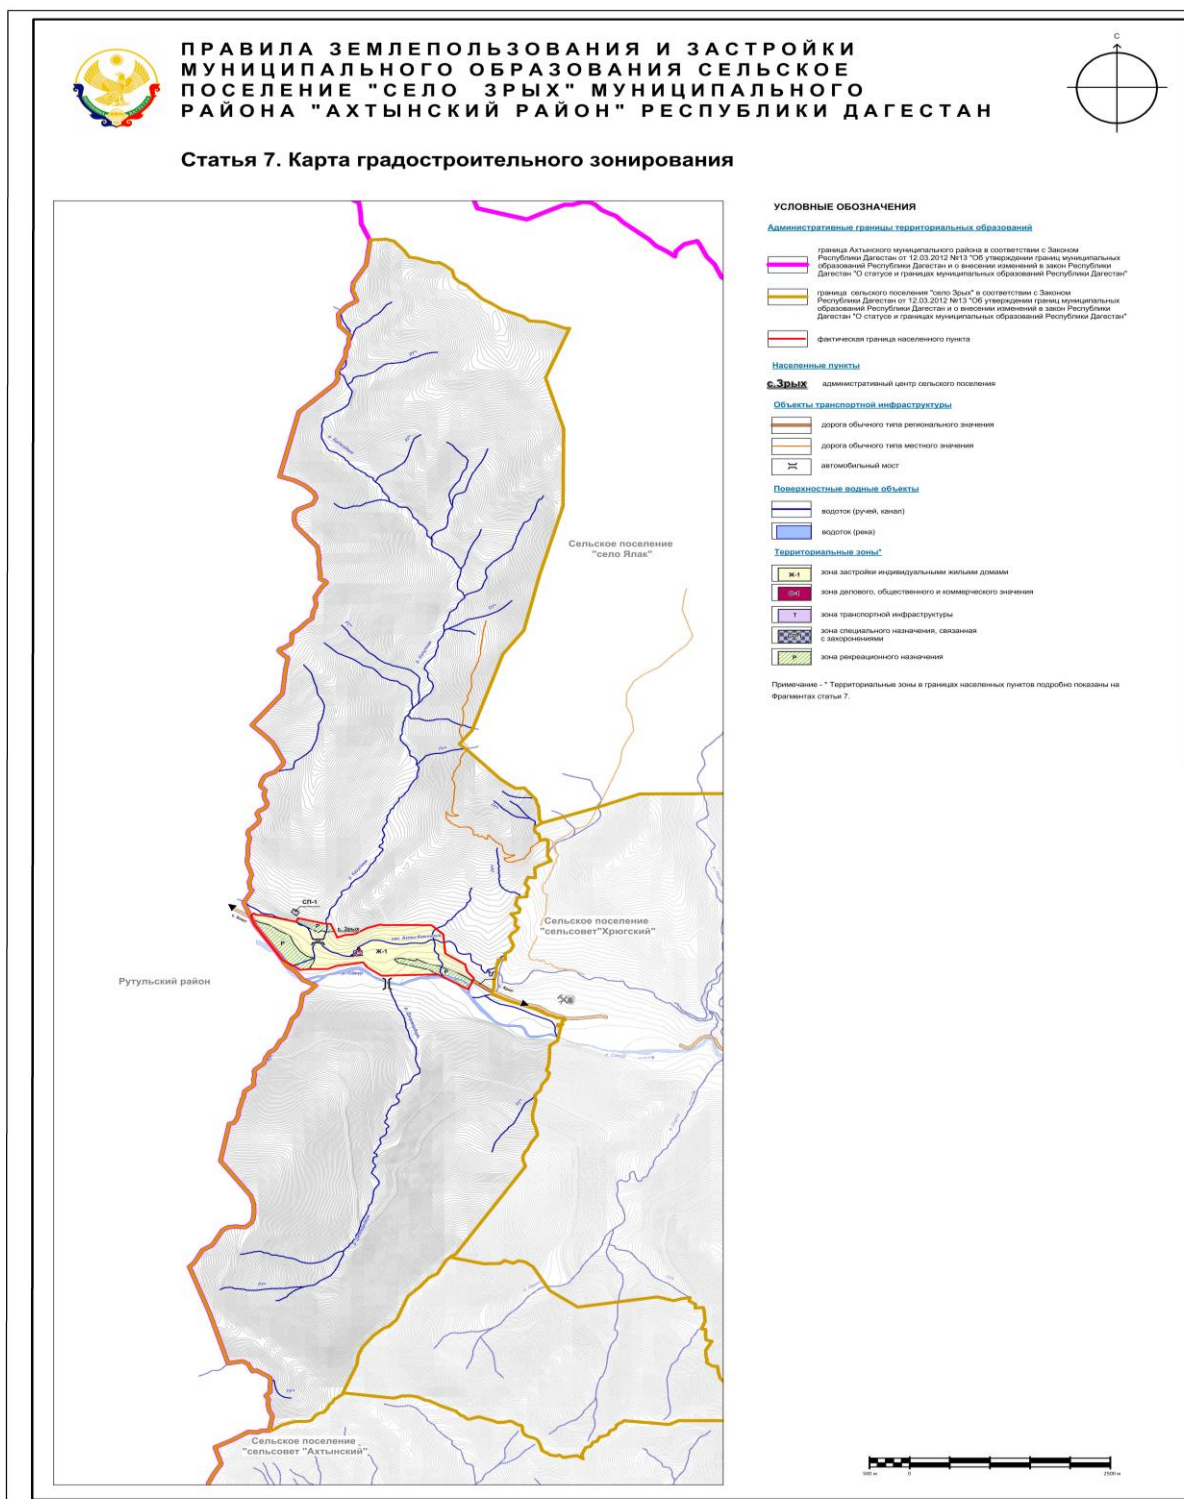 ПРАВИЛА ЗЕМЛЕПОЛЬЗОВАНИЯ И ЗАСТРОЙКИ
МУНИЦИПАЛЬНОГО ОБРАЗОВАНИЯ СЕЛЬСКОЕ
ПОСЕЛЕНИЕ "СЕЛО ЗРЫХ" МУНИЦИПАЛЬНОГО
РАЙОНА "АХТЫНСКИЙ РАЙОН" РЕСПУБЛИКИ ДАГЕСТАН
Статья 7. Карта градостроительного зонирования
С
УСЛОВНЫЕ ОБОЗНАЧЕНИЯ
Административные границы территориальных образований
граница Ахтынского муниципального района в соответствии с Законом
Республики Дагестан от 12.03.2012 №13 "Об утверждении границ муниципальных
образований Республики Дагестан и о внесении изменений в закон Республики
Дагестан "О статусе и границах муниципальных образований Республики Дагестан"
граница сельского поселения "село Зрых" в соответствии с Законом
Республики Дагестан от 12.03.2012 №13 "Об утверждении границ муниципальных
образований Республики Дагестан и о внесении изменений в закон Республики
Дагестан "О статусе и границах муниципальных образований Республики Дагестан"
фактическая граница населенного пункта
Населенные пункты
с.Зрых административный центр сельского поселения
Объекты транспортной инфраструктуры
дорога обычного типа регионального значения
дорога обычного типа местного значения
автомобильный мост
Поверхностные водные объекты
водоток (ручей, канал)
водоток (река)
Территориальные зоны*
Ж-1 зона застройки индивидуальными жилыми домами
зона делового, общественного и коммерческого значения
Т зона транспортной инфраструктуры
зона специального назначения, связанная
с захоронениями
Р зона рекреационного назначения
Примечание - * Территориальные зоны в границах населенных пунктов подробно показаны на
Фрагментах статьи 7.
Сельское поселение
"село Ялак"
СП-1
Р
с. Зрых
Р
Ж-1
Р
р. Самур
Сельское поселение
"сельсовет"Хрюгский"
Рутульский район
р. Самур
Сельское поселение
"сельсовет "Ахтынский"
500 м 0 2500 м